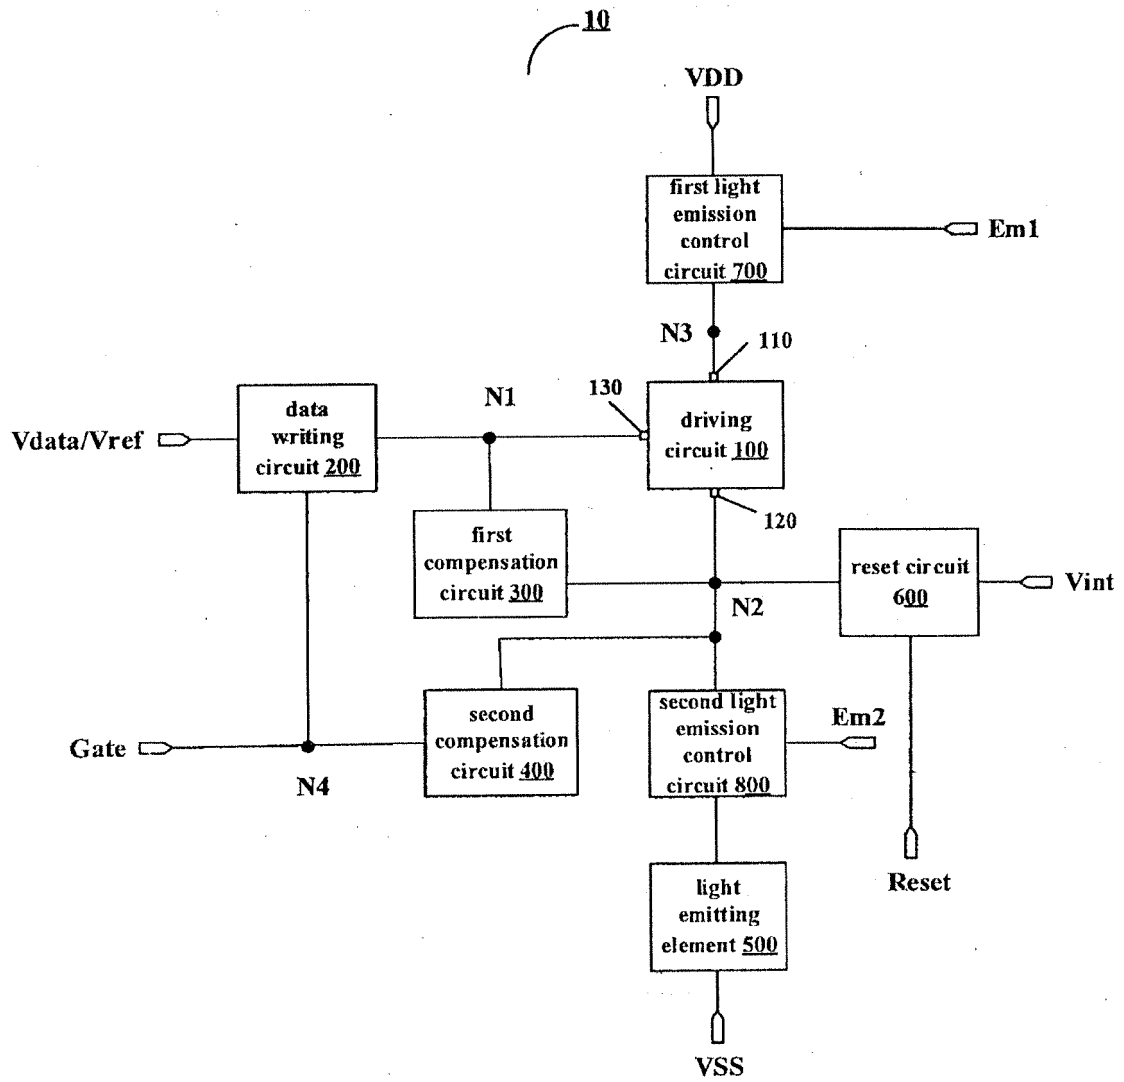 10
VDD
first light
emission
control
circuit 700
Em1
N3
110
130
N1
Vdata/Vref
data
writing
circuit 200
driving
circuit 100
120
first
compensation
circuit 300
reset circuit
600
Vint
N2
Gate
N4
second
compensation
circuit 400
second light
emission
control
circuit 800
Em2
Reset
light
emitting
element 500
VSS